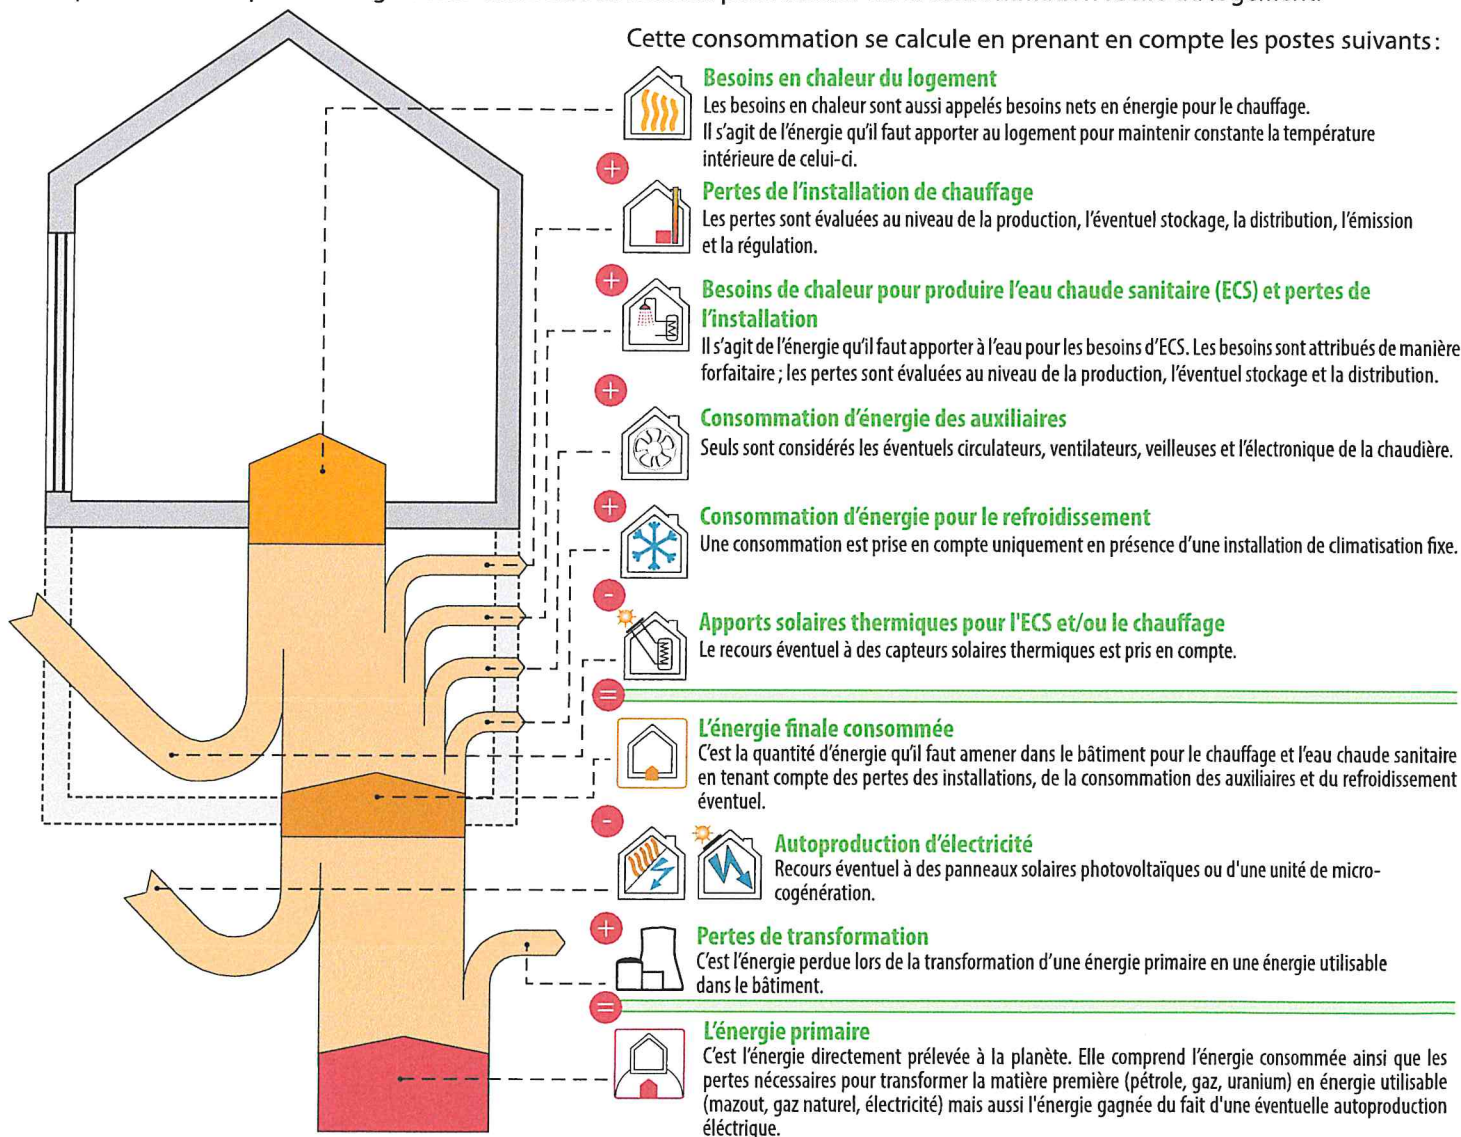 Cette consommation se calcule en prenant en compte les postes suivants :
Besoins en chaleur du logement
Les besoins en chaleur sont aussi appelés besoins nets en énergie pour le chauffage.
Il s'agit de l'énergie qu'il faut apporter au logement pour maintenir constante la température
intérieure de celui-ci.
+
Pertes de l'installation de chauffage
Les pertes sont évaluées au niveau de la production, l'éventuel stockage, la distribution, l'émission
et la régulation.
+
Besoins de chaleur pour produire l'eau chaude sanitaire (ECS) et pertes de
l'installation
Il s'agit de l'énergie qu'il faut apporter à l'eau pour les besoins d'ECS. Les besoins sont attribués de manière
forfaitaire ; les pertes sont évaluées au niveau de la production, l'éventuel stockage et la distribution.
+
Consommation d'énergie des auxiliaires
Seuls sont considérés les éventuels circulateurs, ventilateurs, veilleuses et l'électronique de la chaudière.
+
Consommation d'énergie pour le refroidissement
Une consommation est prise en compte uniquement en présence d'une installation de climatisation fixe.
-
Apports solaires thermiques pour l'ECS et/ou le chauffage
Le recours éventuel à des capteurs solaires thermiques est pris en compte.
=
L'énergie finale consommée
C'est la quantité d'énergie qu'il faut amener dans le bâtiment pour le chauffage et l'eau chaude sanitaire
en tenant compte des pertes des installations, de la consommation des auxiliaires et du refroidissement
éventuel.
-
Autoproduction d'électricité
Recours éventuel à des panneaux solaires photovoltaïques ou d'une unité de micro-
cogénération.
+
Pertes de transformation
C'est l'énergie perdue lors de la transformation d'une énergie primaire en une énergie utilisable
dans le bâtiment.
=
L'énergie primaire
C'est l'énergie directement prélevée à la planète. Elle comprend l'énergie consommée ainsi que les
pertes nécessaires pour transformer la matière première (pétrole, gaz, uranium) en énergie utilisable
(mazout, gaz naturel, électricité) mais aussi l'énergie gagnée du fait d'une éventuelle autoproduction
éléctrique.